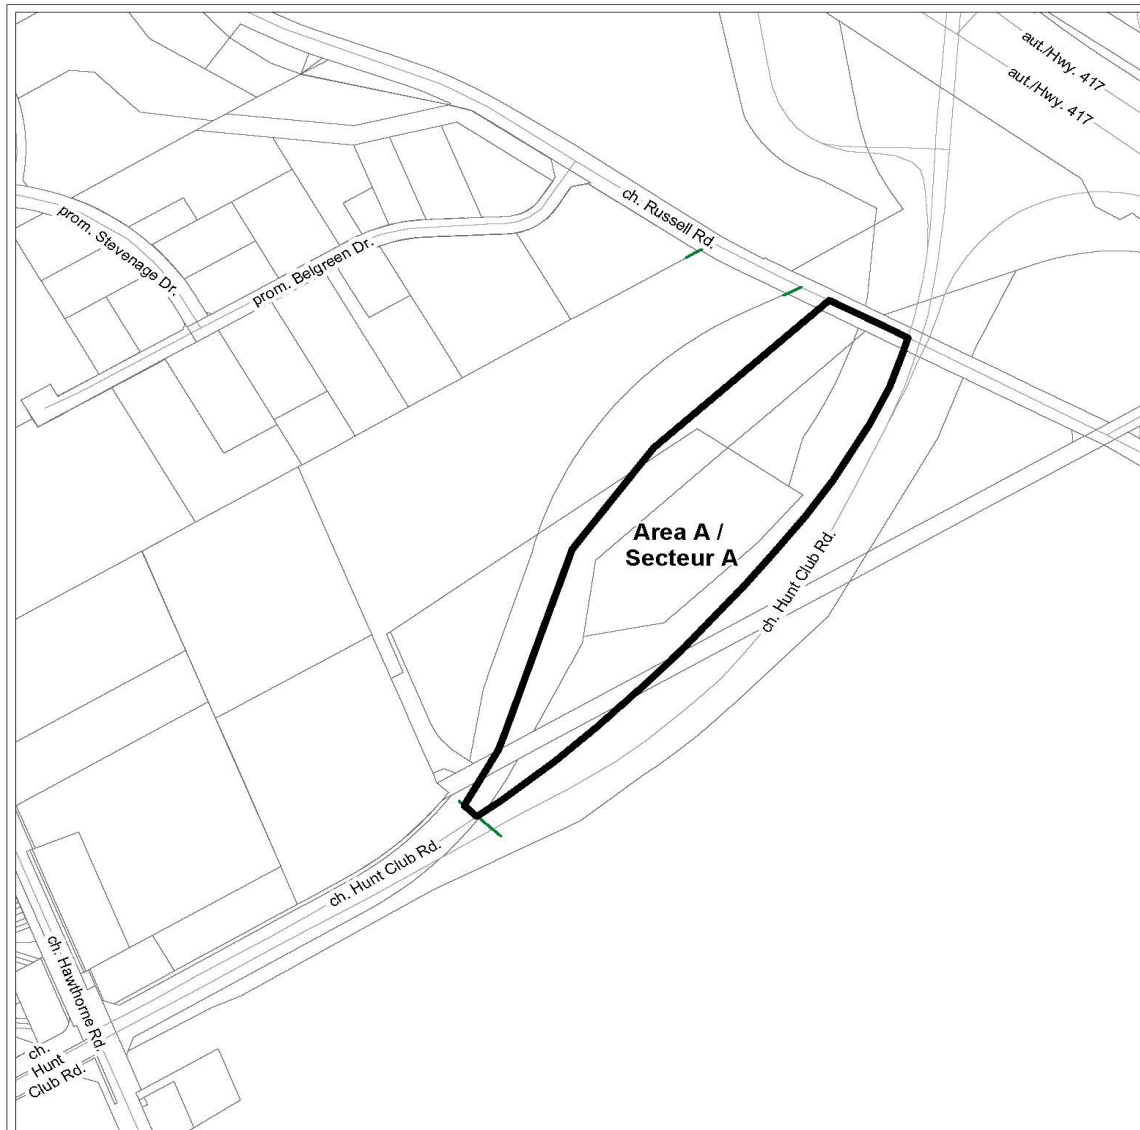 aut./Hwy. 417
aut./Hwy. 417
ch. Russell Rd.
prom. Stevenage Dr.
prom. Belgreen Dr.
Area A /
Secteur A
ch. Hunt Club Rd.
ch. Hunt Club Rd.
ch. Hawthorne Rd.
ch.
Hunt
Club Rd.